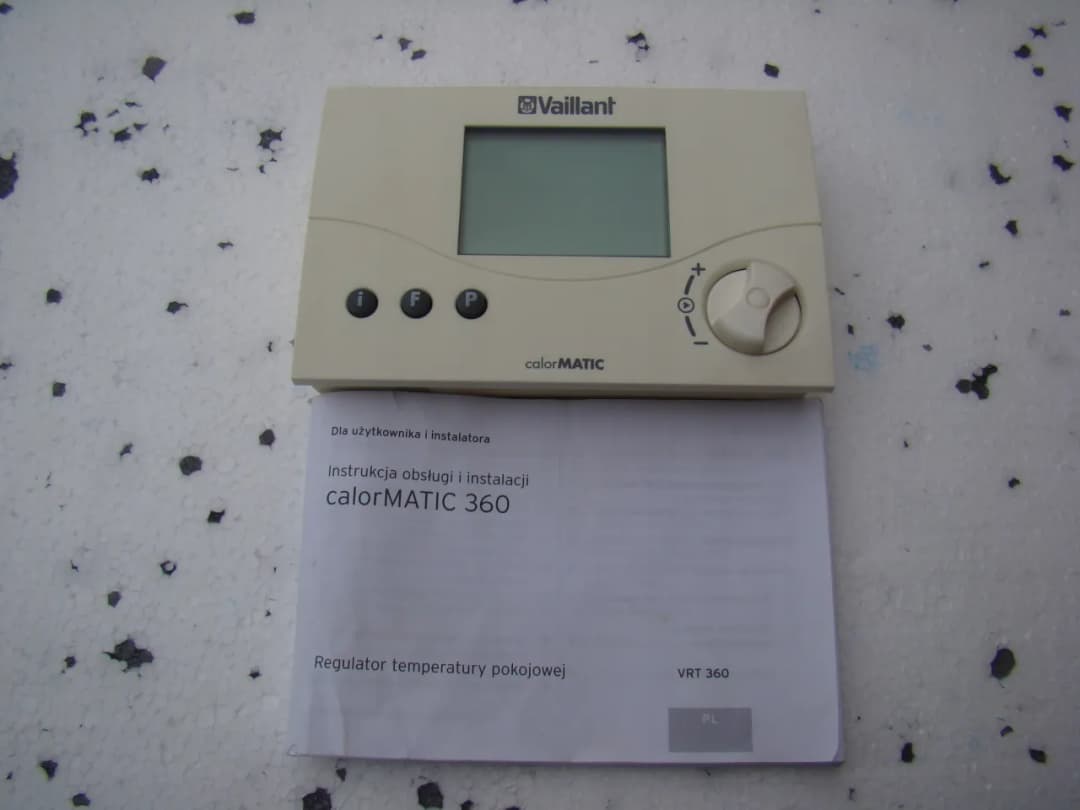 Vaillant
i F P
+
−
calorMATIC
Dla użytkownika i instalatora
Instrukcja obsługi i instalacji
calorMATIC 360
Regulator temperatury pokojowej
VRT 360
PL